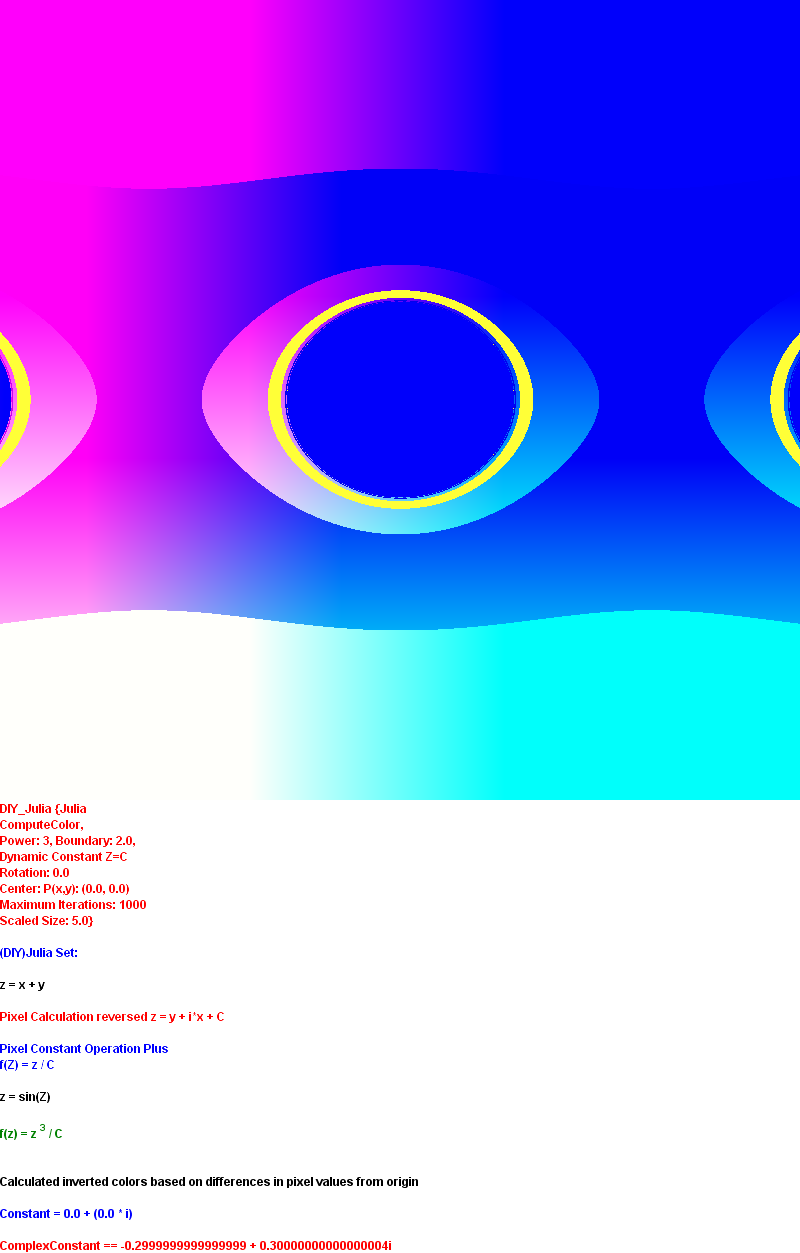 DIY_Julia {Julia
ComputeColor,
Power: 3, Boundary: 2.0,
Dynamic Constant Z=C
Rotation: 0.0
Center: P(x,y): (0.0, 0.0)
Maximum Iterations: 1000
Scaled Size: 5.0}
(DIY)Julia Set:
z = x + y
Pixel Calculation reversed z = y + i*x + C
Pixel Constant Operation Plus
f(Z) = z / C
z = sin(Z)
f(z) = z ³ / C
Calculated inverted colors based on differences in pixel values from origin
Constant = 0.0 + (0.0 * i)
ComplexConstant == -0.2999999999999999 + 0.30000000000000004i